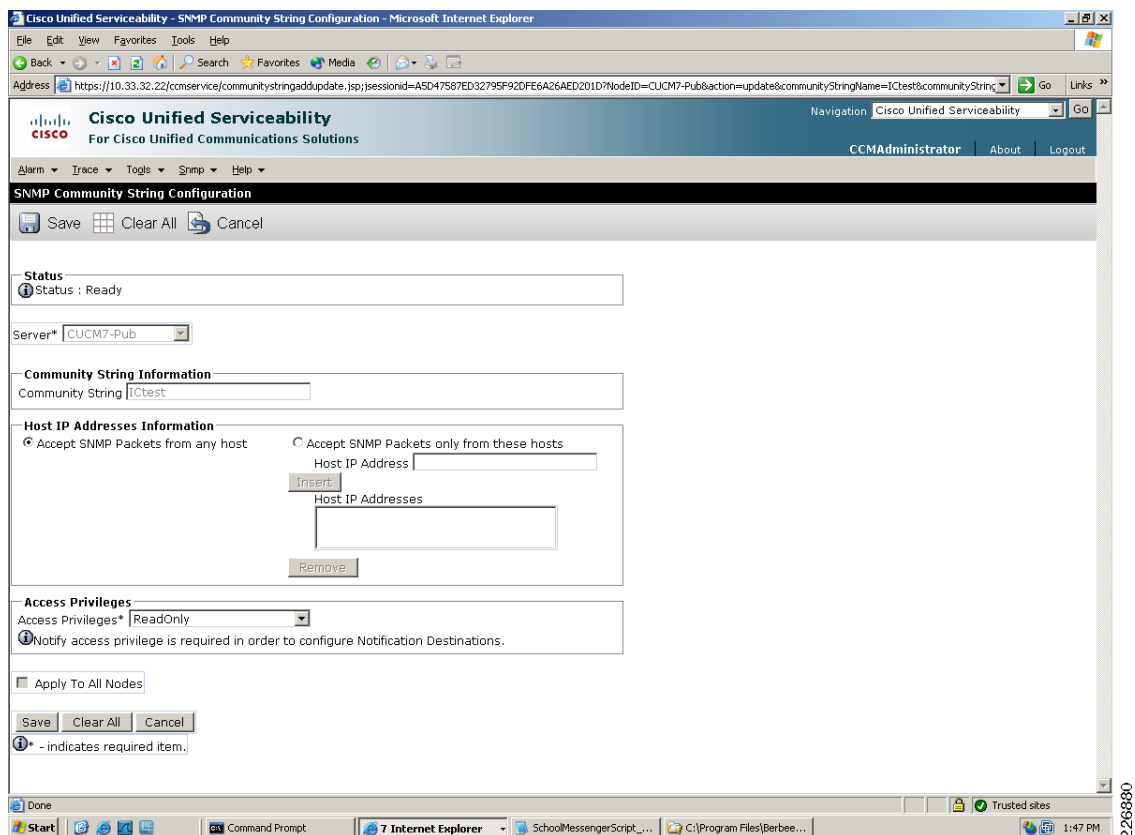 Cisco Unified Serviceability - SNMP Community String Configuration - Microsoft Internet Explorer
File Edit View Favorites Tools Help
Back Search Favorites Media
Address https://10.33.32.22/ccmservice/communitystringaddupdate.jsp;jsessionid=A5D47587ED32795F92DFE6A26AED201D?NodeID=CUCM7-Pub&action=update&communityStringName=ICtest&communityString Go Links »
CISCO
Cisco Unified Serviceability
For Cisco Unified Communications Solutions
Navigation Cisco Unified Serviceability Go
CCMAdministrator About Logout
Alarm Trace Tools Snmp Help
SNMP Community String Configuration
Save Clear All Cancel
Status
Status : Ready
Server* CUCM7-Pub
Community String Information
Community String ICtest
Host IP Addresses Information
Accept SNMP Packets from any host
Accept SNMP Packets only from these hosts
Host IP Address
Insert
Host IP Addresses
Remove
Access Privileges
Access Privileges* ReadOnly
Notify access privilege is required in order to configure Notification Destinations.
Apply To All Nodes
Save Clear All Cancel
* - indicates required item.
Done Trusted sites
Start Command Prompt 7 Internet Explorer SchoolMessengerScript_... C:\Program Files\Berbee... 1:47 PM
226880